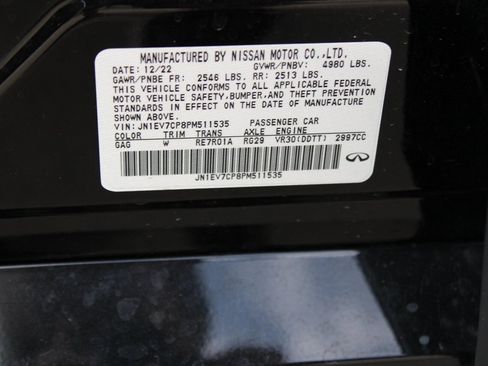 MANUFACTURED BY NISSAN MOTOR CO.,LTD.
DATE: 12/22 GVWR/PNBV: 4980 LBS.
GAWR/PNBE FR: 2546 LBS. RR: 2513 LBS.
THIS VEHICLE CONFORMS TO ALL APPLICABLE FEDERAL
MOTOR VEHICLE SAFETY,BUMPER,AND THEFT PREVENTION
STANDARDS IN EFFECT ON THE DATE OF MANUFACTURE
SHOWN ABOVE.
VIN: JN1EV7CP8PM511535 PASSENGER CAR
COLOR TRIM TRANS AXLE ENGINE
GAG W RE7R01A RG29 VR30(DDTT) 2997CC
JN1EV7CP8PM511535
INFINITI